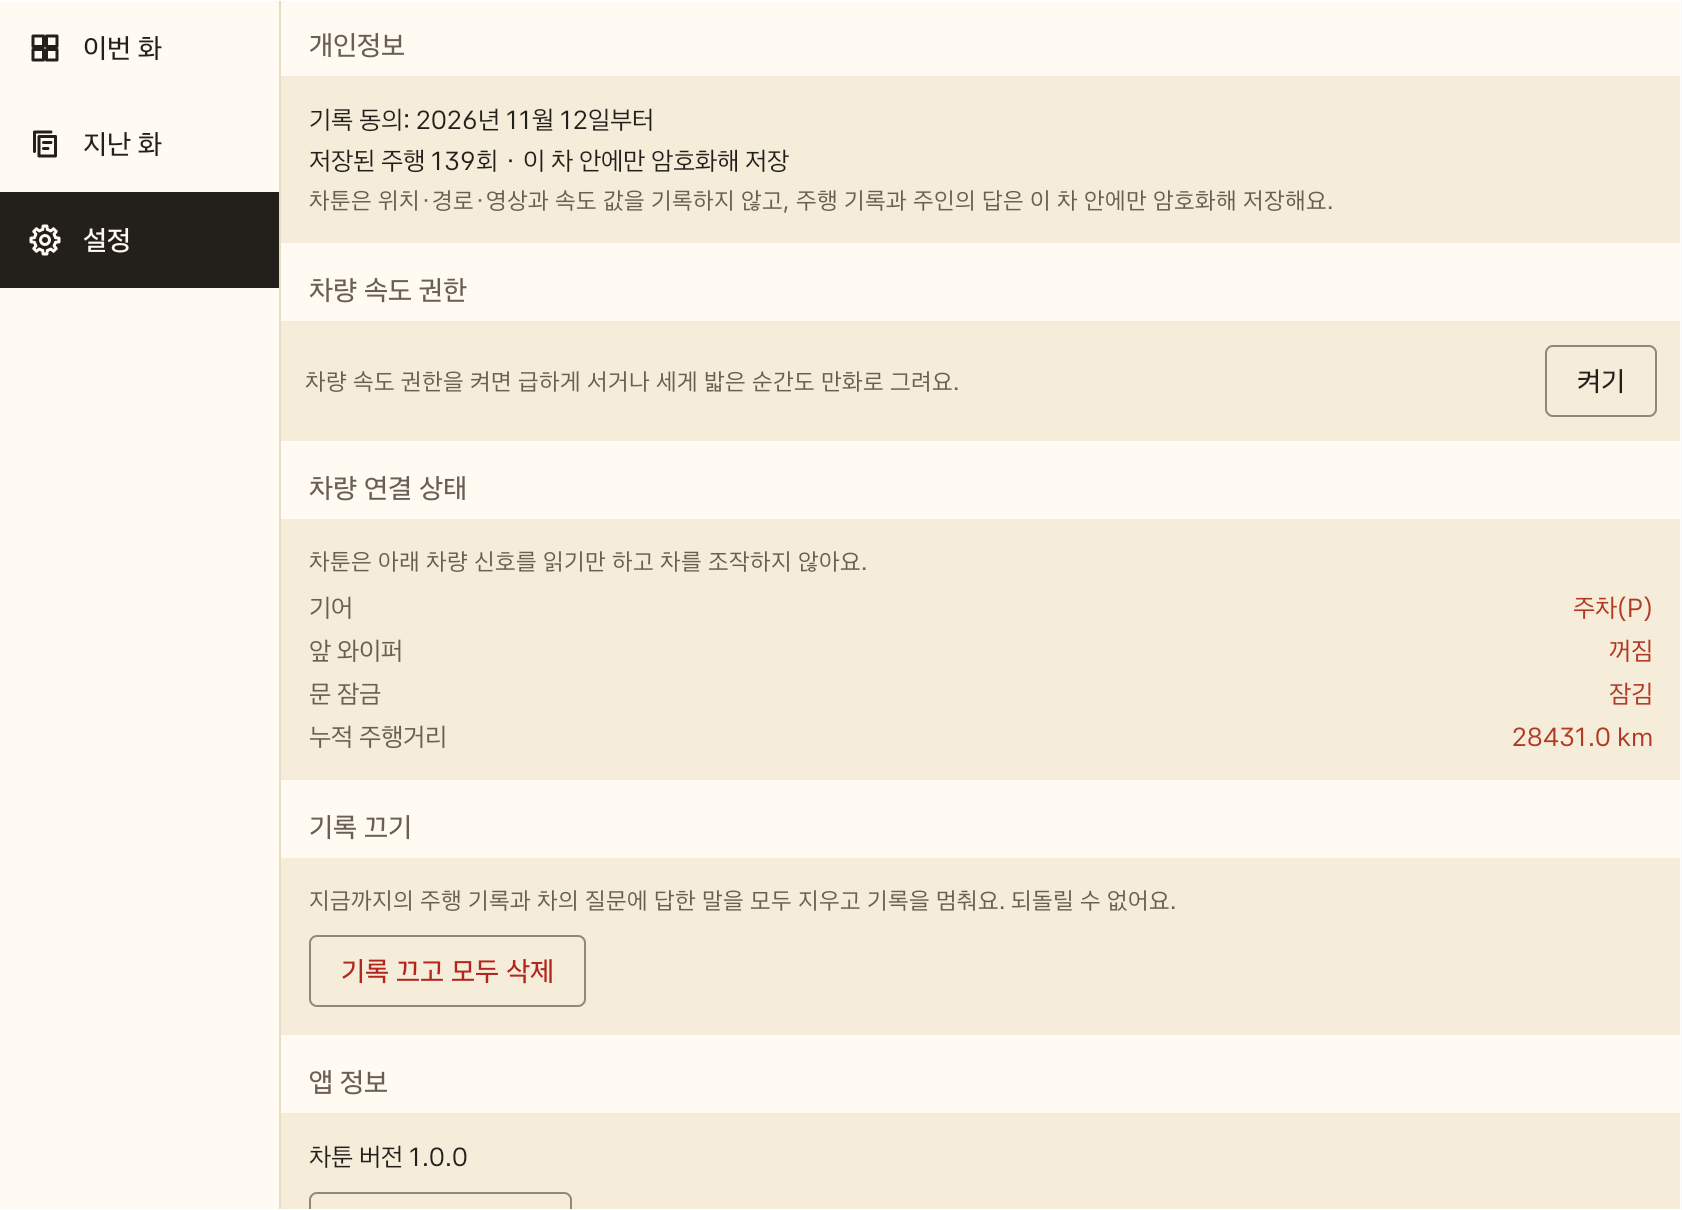 이번 화
지난 화
설정
개인정보
기록 동의: 2026년 11월 12일부터
저장된 주행 139회 · 이 차 안에만 암호화해 저장
차툰은 위치·경로·영상과 속도 값을 기록하지 않고, 주행 기록과 주인의 답은 이 차 안에만 암호화해 저장해요.
차량 속도 권한
차량 속도 권한을 켜면 급하게 서거나 세게 밟은 순간도 만화로 그려요.
켜기
차량 연결 상태
차툰은 아래 차량 신호를 읽기만 하고 차를 조작하지 않아요.
기어 주차(P)
앞 와이퍼 꺼짐
문 잠금 잠김
누적 주행거리 28431.0 km
기록 끄기
지금까지의 주행 기록과 차의 질문에 답한 말을 모두 지우고 기록을 멈춰요. 되돌릴 수 없어요.
기록 끄고 모두 삭제
앱 정보
차툰 버전 1.0.0